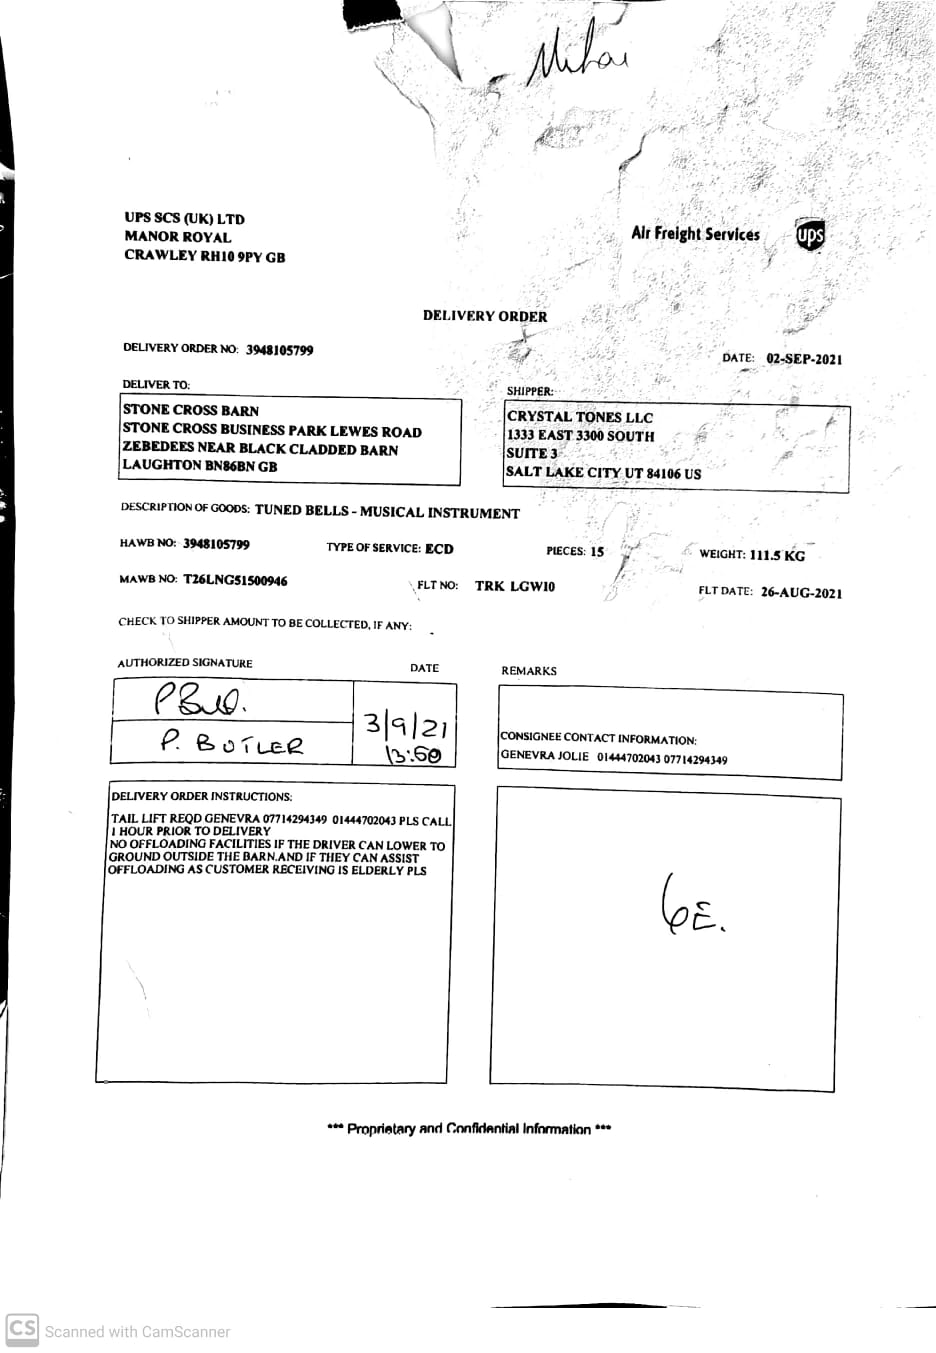 Mihai
UPS SCS (UK) LTD
MANOR ROYAL
CRAWLEY RH10 9PY GB
Air Freight Services
ups
DELIVERY ORDER
DELIVERY ORDER NO: 3948105799
DATE: 02-SEP-2021
DELIVER TO:
STONE CROSS BARN
STONE CROSS BUSINESS PARK LEWES ROAD
ZEBEDEES NEAR BLACK CLADDED BARN
LAUGHTON BN86BN GB
SHIPPER:
CRYSTAL TONES LLC
1333 EAST 3300 SOUTH
SUITE 3
SALT LAKE CITY UT 84106 US
DESCRIPTION OF GOODS: TUNED BELLS - MUSICAL INSTRUMENT
HAWB NO: 3948105799 TYPE OF SERVICE: ECD PIECES: 15 WEIGHT: 111.5 KG
MAWB NO: T26LNG51500946 FLT NO: TRK LGW10 FLT DATE: 26-AUG-2021
CHECK TO SHIPPER AMOUNT TO BE COLLECTED, IF ANY:
AUTHORIZED SIGNATURE DATE
P. BUTLER
3/9/21
13:50
REMARKS
CONSIGNEE CONTACT INFORMATION:
GENEVRA JOLIE 01444702043 07714294349
DELIVERY ORDER INSTRUCTIONS:
TAIL LIFT REQD GENEVRA 07714294349 01444702043 PLS CALL
1 HOUR PRIOR TO DELIVERY
NO OFFLOADING FACILITIES IF THE DRIVER CAN LOWER TO
GROUND OUTSIDE THE BARN.AND IF THEY CAN ASSIST
OFFLOADING AS CUSTOMER RECEIVING IS ELDERLY PLS
6E.
*** Proprietary and Confidential Information ***
CS Scanned with CamScanner